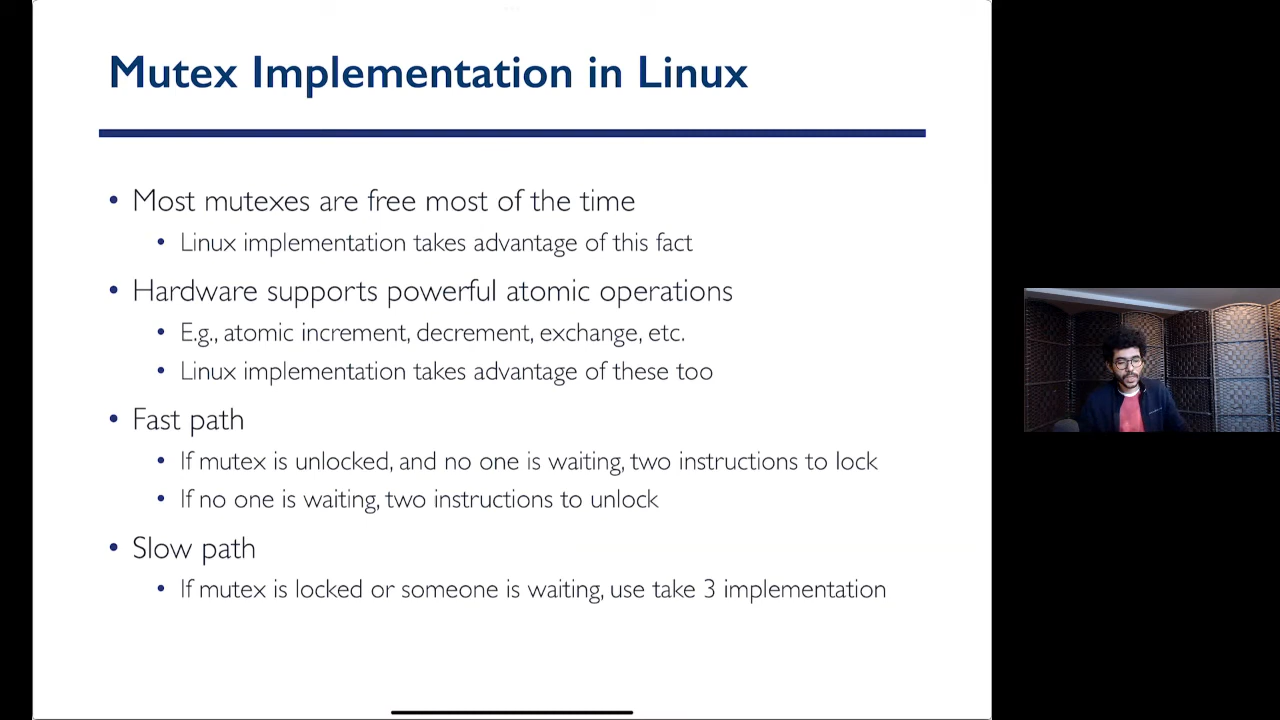 Mutex Implementation in Linux
• Most mutexes are free most of the time
• Linux implementation takes advantage of this fact
• Hardware supports powerful atomic operations
• E.g., atomic increment, decrement, exchange, etc.
• Linux implementation takes advantage of these too
• Fast path
• If mutex is unlocked, and no one is waiting, two instructions to lock
• If no one is waiting, two instructions to unlock
• Slow path
• If mutex is locked or someone is waiting, use take 3 implementation